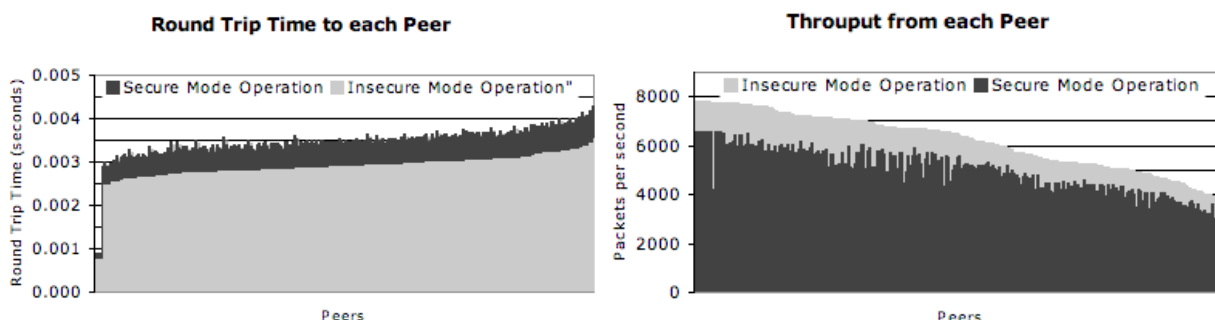 Round Trip Time to each Peer
Round Trip Time (seconds)
0.005
0.004
0.003
0.002
0.001
0.000
Secure Mode Operation
Insecure Mode Operation"
Peers
Throuput from each Peer
Packets per second
8000
6000
4000
2000
0
Insecure Mode Operation
Secure Mode Operation
Peers